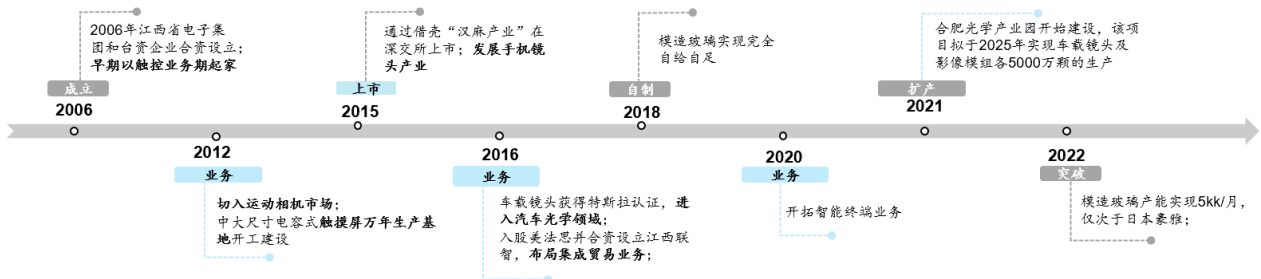 2006年江西省电子集
团和台资企业合资设立；
早期以触控业务期起家
成立
2006
2012
业务
切入运动相机市场；
中大尺寸电容式触摸屏万年生产基
地开工建设
通过借壳“汉麻产业”在
深交所上市；发展手机镜
头产业
上市
2015
2016
业务
车载镜头获得特斯拉认证，进
入汽车光学领域；
入股美法思并合资设立江西联
智，布局集成贸易业务；
模造玻璃实现完全
自给自足
自制
2018
2020
业务
开拓智能终端业务
合肥光学产业园开始建设，该项
目拟于2025年实现车载镜头及
影像模组各5000万颗的生产
扩产
2021
2022
突破
模造玻璃产能实现5kk/月，
仅次于日本豪雅；